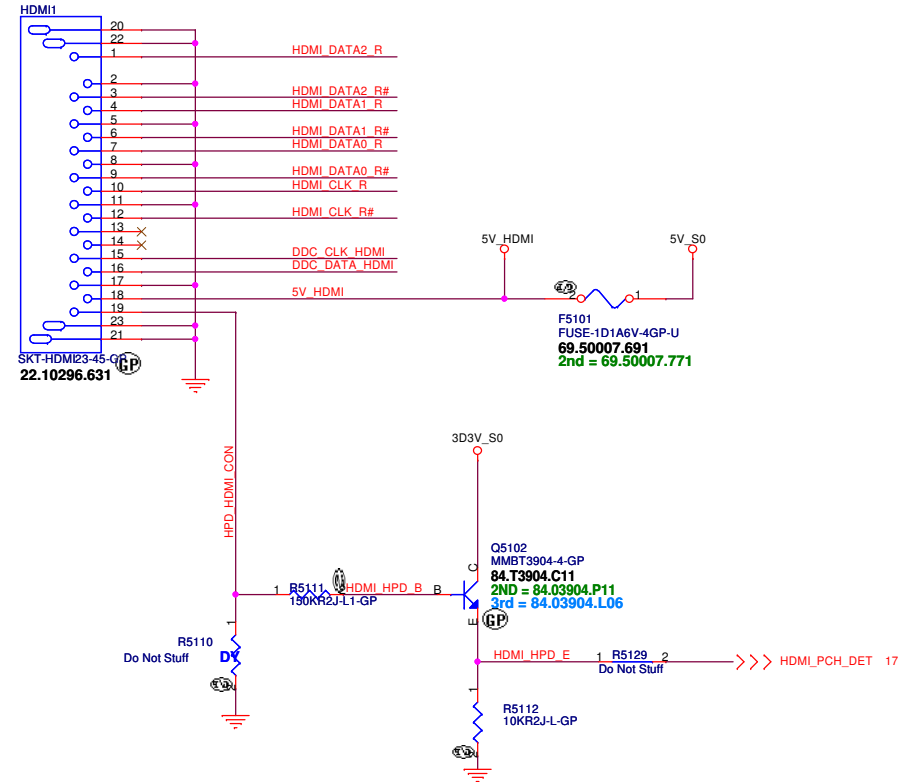 HDMI1
20
22
1
HDMI_DATA2_R
2
3
HDMI_DATA2_R#
4
HDMI_DATA1_R
5
6
HDMI_DATA1_R#
7
HDMI_DATA0_R
8
9
HDMI_DATA0_R#
10
HDMI_CLK_R
11
12
HDMI_CLK_R#
13
14
15
DDC_CLK_HDMI
16
DDC_DATA_HDMI
17
18
5V_HDMI
19
23
21
SKT-HDMI23-45-GP
GP
22.10296.631
5V_HDMI
5V_S0
2
1
F5101
FUSE-1D1A6V-4GP-U
69.50007.691
2nd = 69.50007.771
HPD_HDMI_CON
3D3V_S0
Q5102
MMBT3904-4-GP
84.T3904.C11
2ND = 84.03904.P11
3rd = 84.03904.L06
GP
C
B
E
1
R5111
HDMI_HPD_B
150KR2J-L1-GP
1
R5110
Do Not Stuff
DY
2
HDMI_HPD_E
1
R5129
2
Do Not Stuff
HDMI_PCH_DET 17
1
R5112
10KR2J-L-GP
2